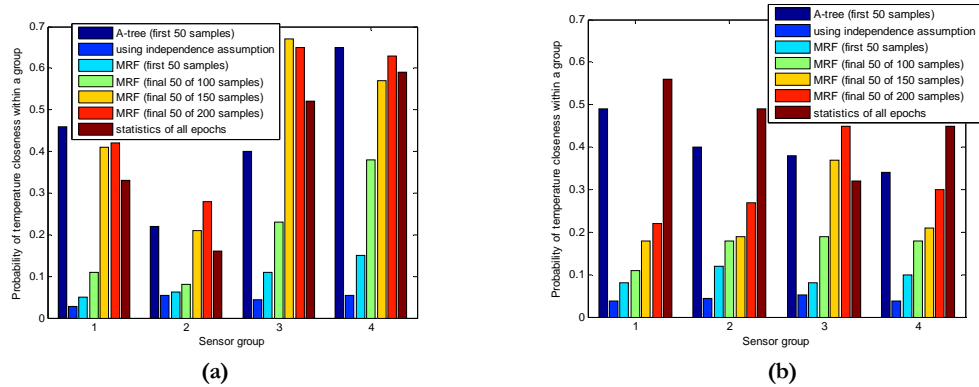 0.7
0.6
0.5
0.4
0.3
0.2
0.1
0
Probability of temperature closeness within a group
A-tree (first 50 samples)
using independence assumption
MRF (first 50 samples)
MRF (final 50 of 100 samples)
MRF (final 50 of 150 samples)
MRF (final 50 of 200 samples)
statistics of all epochs
1 2 3 4
Sensor group
(a)
0.7
0.6
0.5
0.4
0.3
0.2
0.1
0
Probability of temperature closeness within a group
A-tree (first 50 samples)
using independence assumption
MRF (first 50 samples)
MRF (final 50 of 100 samples)
MRF (final 50 of 150 samples)
MRF (final 50 of 200 samples)
statistics of all epochs
1 2 3 4
Sensor group
(b)